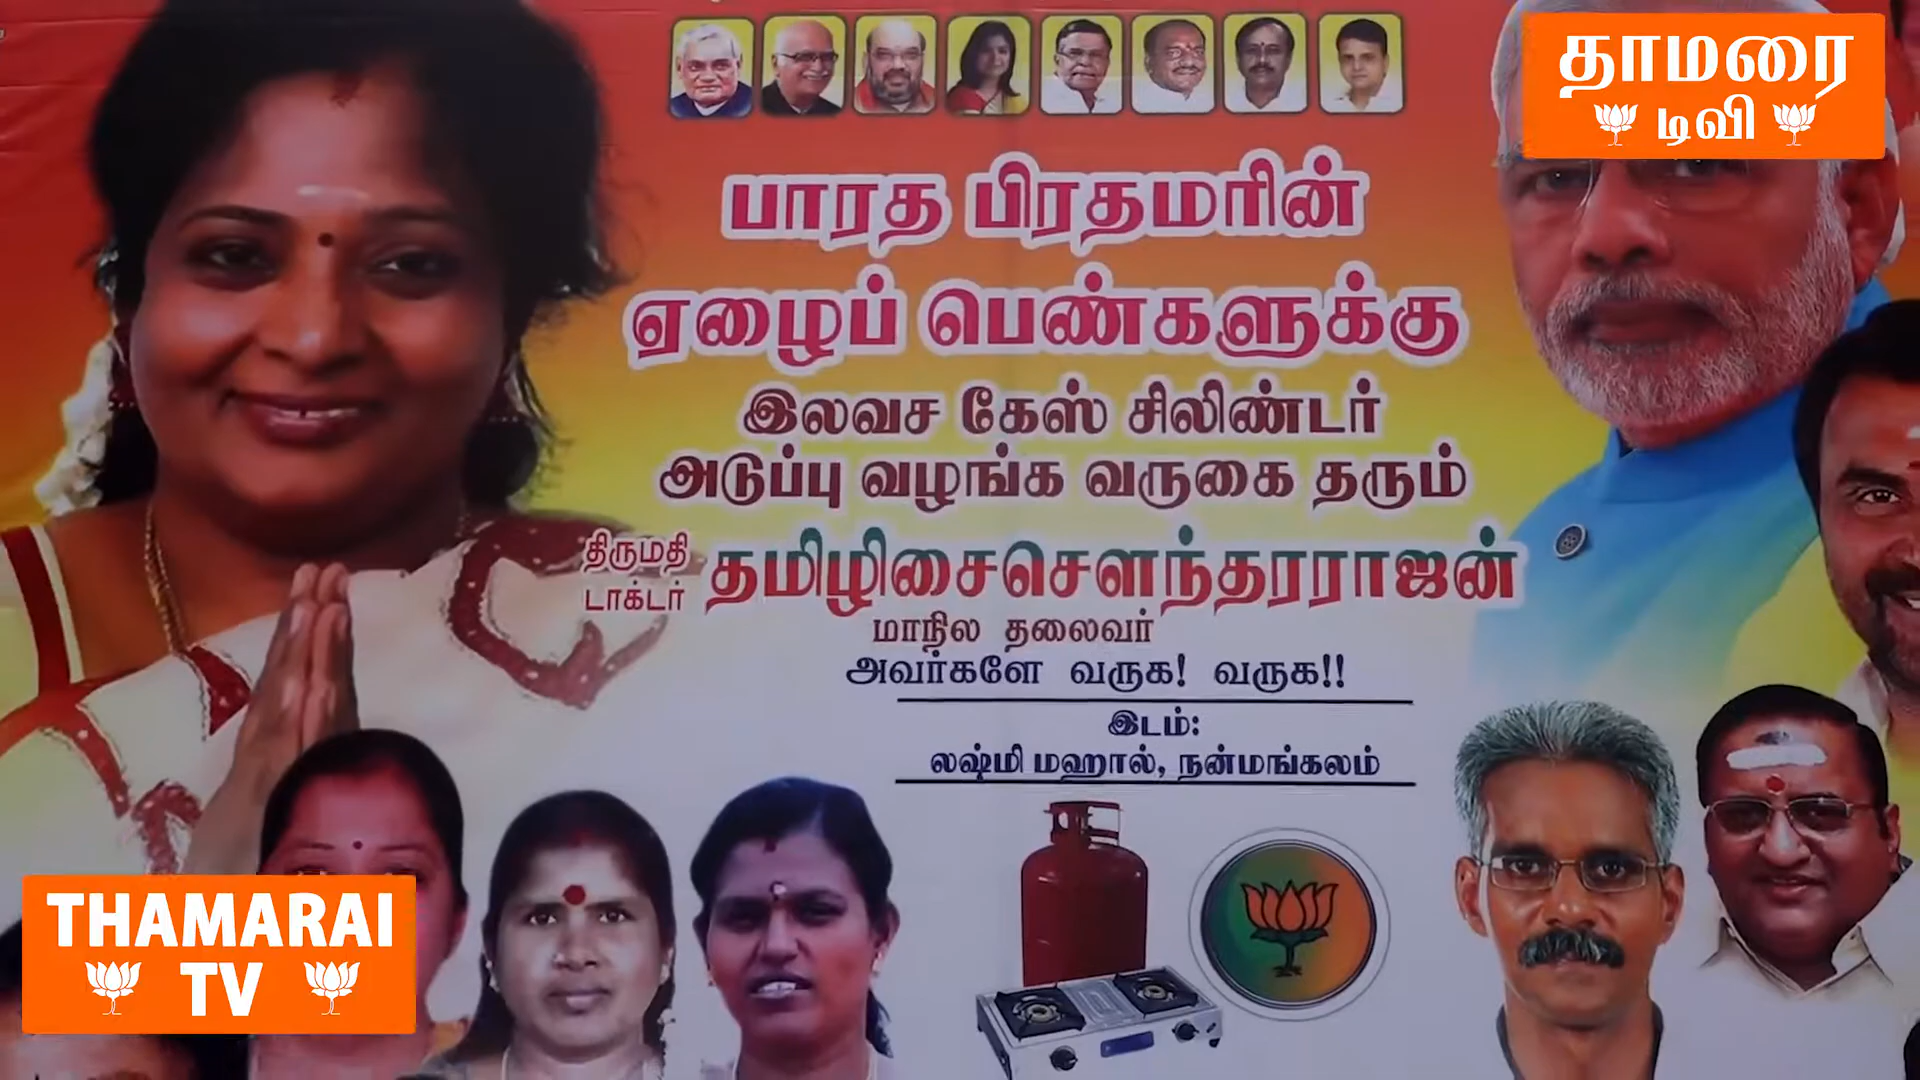 தாமரை
டிவி
பாரத பிரதமரின்
ஏழைப் பெண்களுக்கு
இலவச கேஸ் சிலிண்டர்
அடுப்பு வழங்க வருகை தரும்
திருமதி
டாக்டர் தமிழிசைசௌந்தரராஜன்
மாநில தலைவர்
அவர்களே வருக! வருக!!
இடம்:
லஷ்மி மஹால், நன்மங்கலம்
THAMARAI
TV